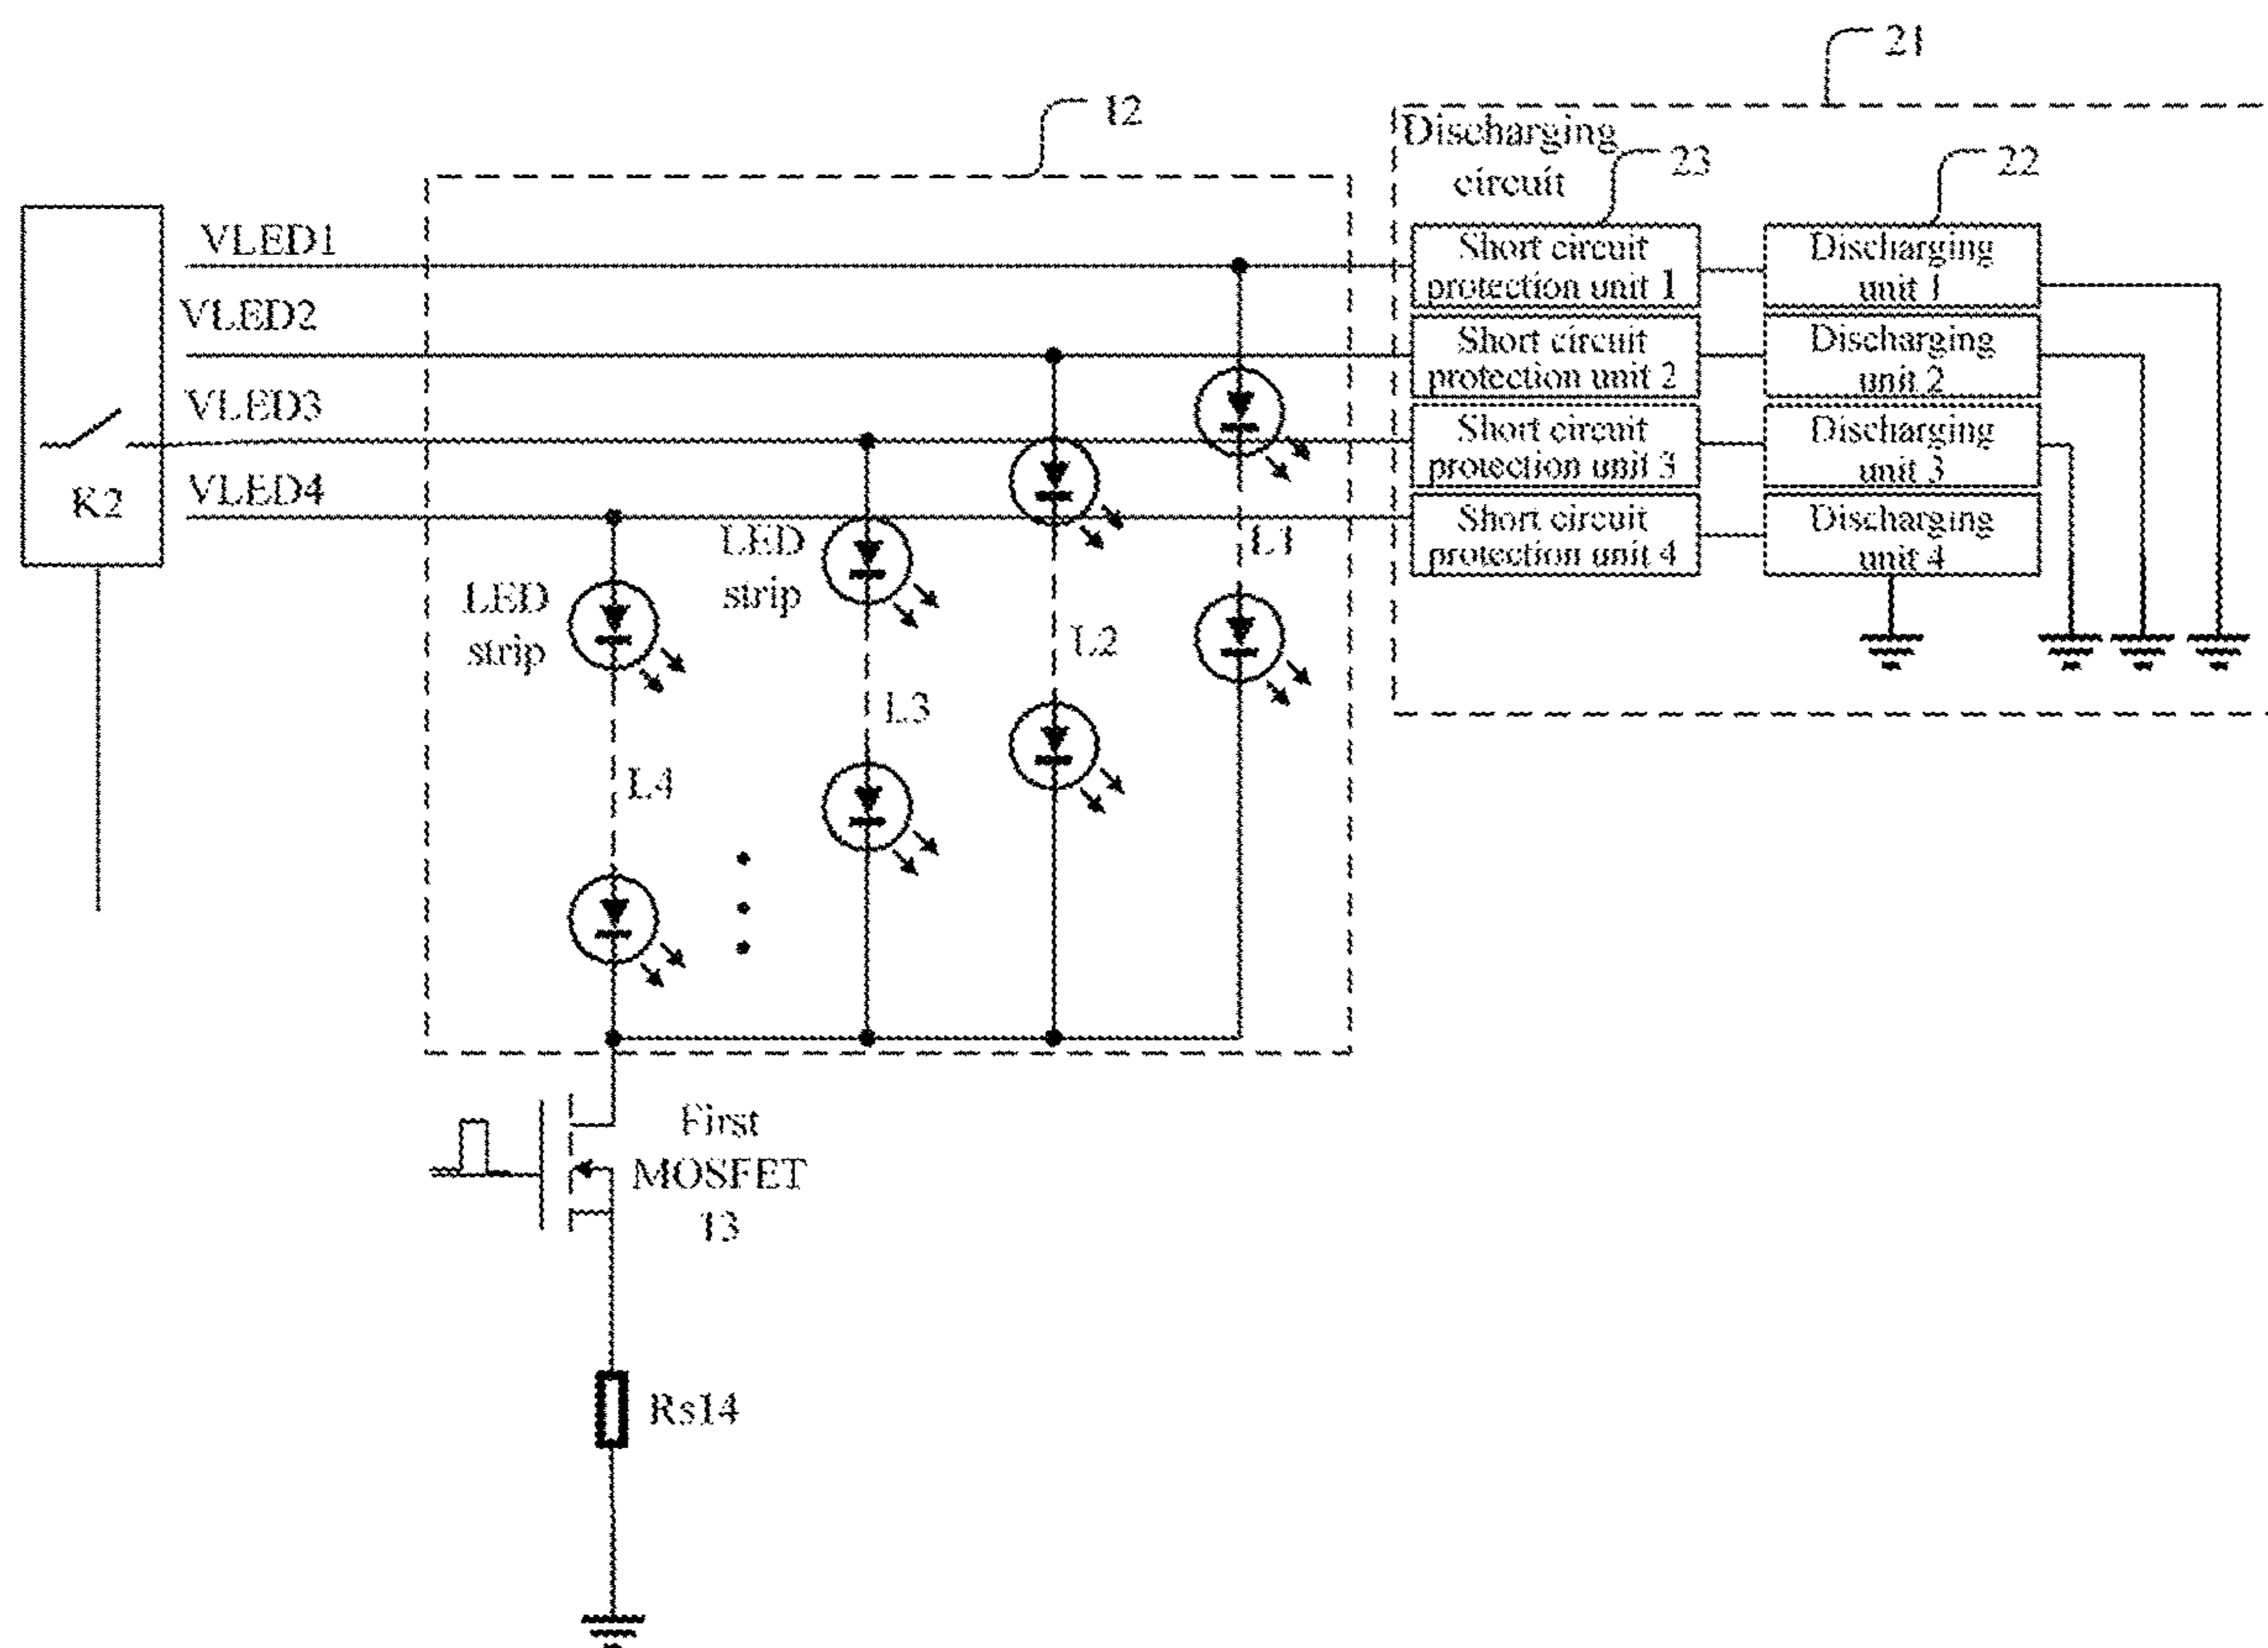 21
12
Discharging
circuit
23
22
VLED1
VLED2
VLED3
VLED4
K2
Short circuit
protection unit 1
Discharging
unit 1
Short circuit
protection unit 2
Discharging
unit 2
Short circuit
protection unit 3
Discharging
unit 3
Short circuit
protection unit 4
Discharging
unit 4
LED
strip
LED
strip
L1
L2
L3
L4
First
MOSFET
13
Rs14